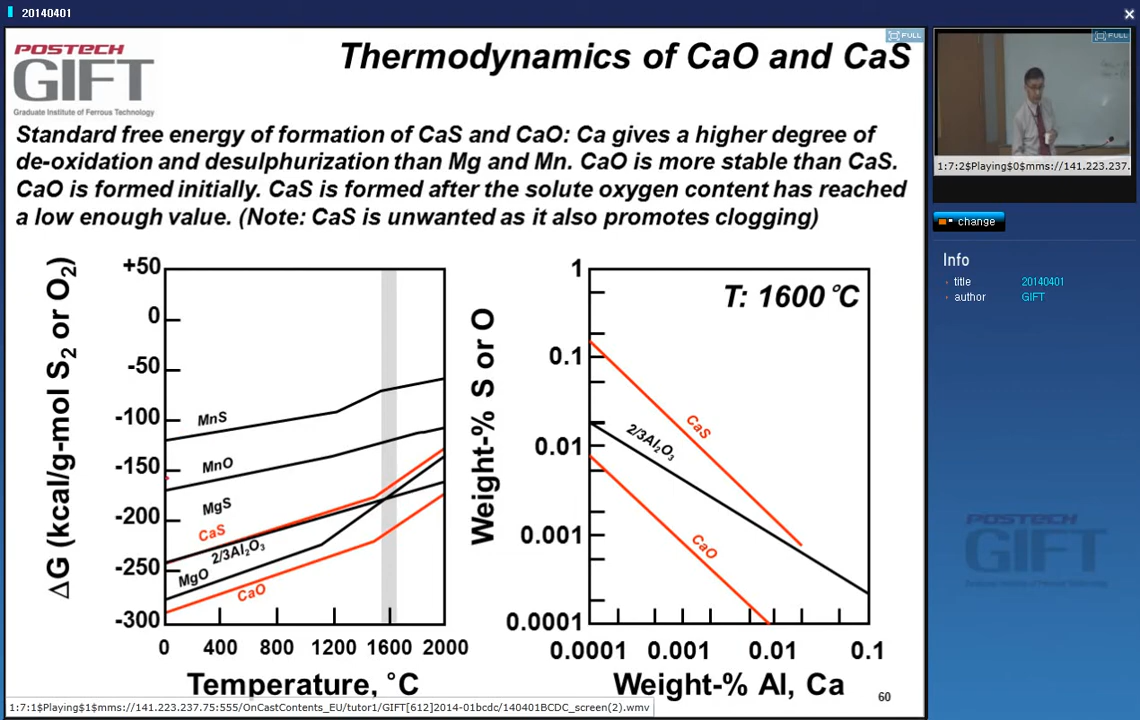 20140401
POSTECH
GIFT
Graduate Institute of Ferrous Technology
Thermodynamics of CaO and CaS
FULL
Standard free energy of formation of CaS and CaO: Ca gives a higher degree of
de-oxidation and desulphurization than Mg and Mn. CaO is more stable than CaS.
CaO is formed initially. CaS is formed after the solute oxygen content has reached
a low enough value. (Note: CaS is unwanted as it also promotes clogging)
ΔG (kcal/g-mol S2 or O2)
+50
0
-50
-100
-150
-200
-250
-300
MnS
MnO
MgS
CaS
2/3Al2O3
MgO
CaO
0 400 800 1200 1600 2000
Temperature, °C
Weight-% S or O
1
0.1
0.01
0.001
0.0001
T: 1600 °C
CaS
2/3Al2O3
CaO
0.0001 0.001 0.01 0.1
Weight-% Al, Ca
60
1:7:1$Playing$1$mms://141.223.237.75:555/OnCastContents_EU/tutor1/GIFT[612]2014-01bcdc/140401BCDC_screen(2).wmv
FULL
1:7:2$Playing$0$mms://141.223.237.
change
Info
title 20140401
author GIFT
POSTECH
GIFT